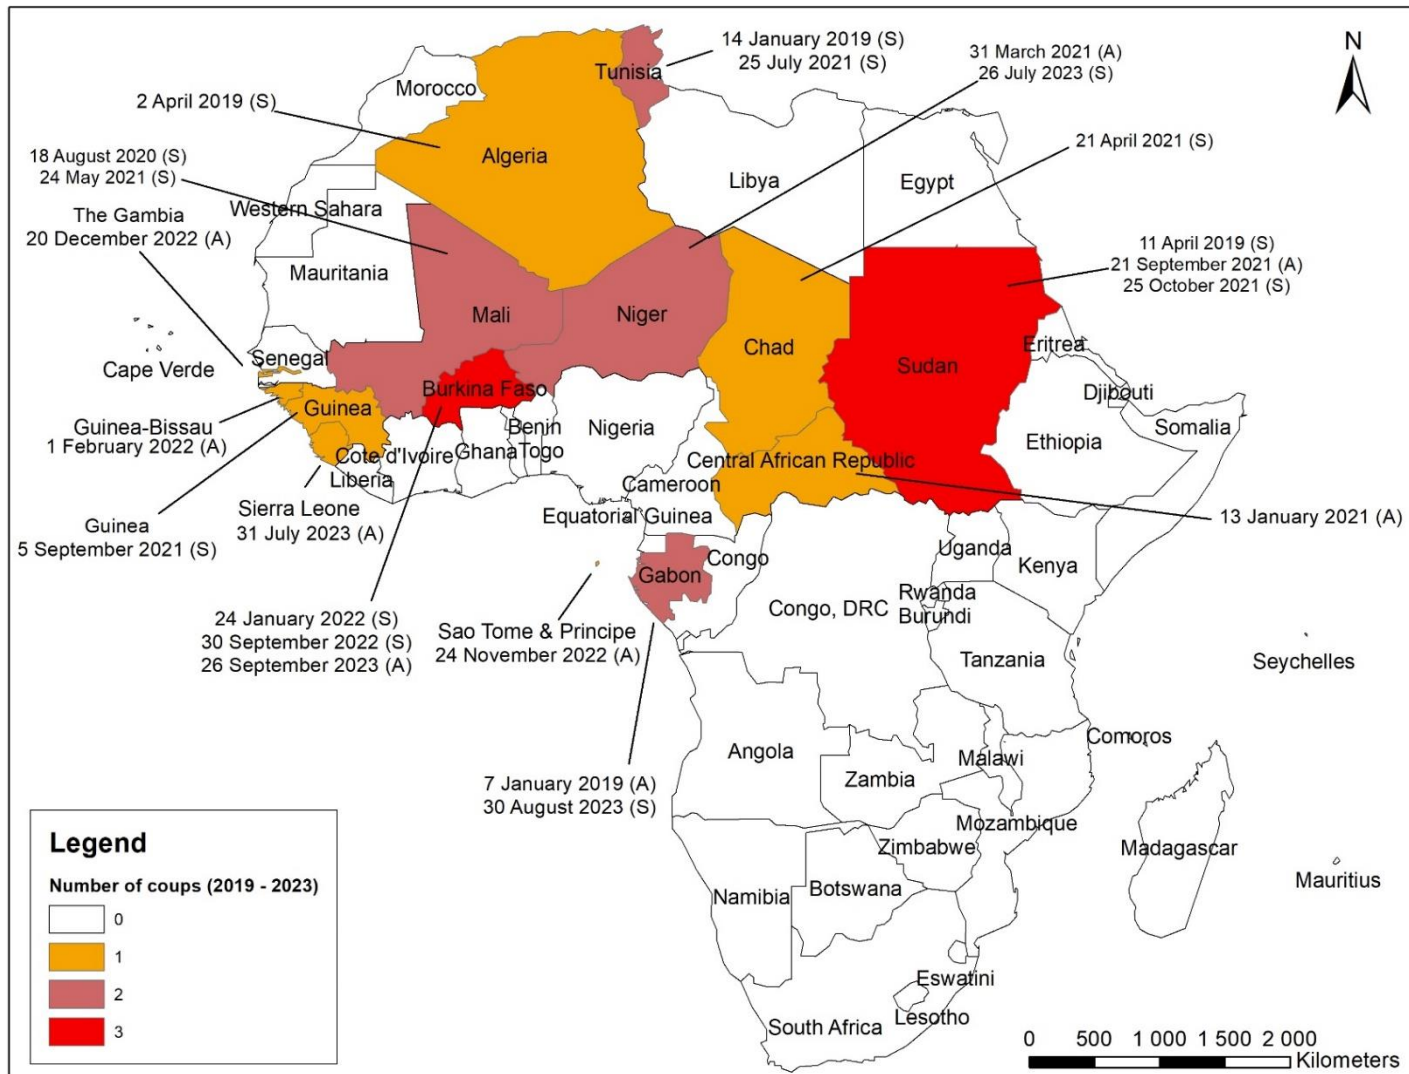 14 January 2019 (S)
25 July 2021 (S)
31 March 2021 (A)
26 July 2023 (S)
N
Tunisia
Morocco
2 April 2019 (S)
21 April 2021 (S)
Algeria
18 August 2020 (S)
24 May 2021 (S)
Libya
Egypt
Western Sahara
The Gambia
20 December 2022 (A)
11 April 2019 (S)
21 September 2021 (A)
25 October 2021 (S)
Mauritania
Mali
Niger
Chad
Sudan
Eritrea
Cape Verde
Senegal
Burkina Faso
Djibouti
Guinea
Guinea-Bissau
1 February 2022 (A)
Benin
Nigeria
Somalia
Ethiopia
Cote d'Ivoire
Ghana
Togo
Central African Republic
Liberia
Cameroon
Sierra Leone
31 July 2023 (A)
Equatorial Guinea
13 January 2021 (A)
Guinea
5 September 2021 (S)
Uganda
Kenya
Congo
Gabon
Rwanda
Burundi
Congo, DRC
24 January 2022 (S)
30 September 2022 (S)
26 September 2023 (A)
Sao Tome & Principe
24 November 2022 (A)
Tanzania
Seychelles
Comoros
Angola
Malawi
Zambia
7 January 2019 (A)
30 August 2023 (S)
Mozambique
Zimbabwe
Madagascar
Mauritius
Namibia
Botswana
Eswatini
Lesotho
South Africa
Legend
Number of coups (2019 - 2023)
0
1
2
3
0 500 1 000 1 500 2 000
Kilometers